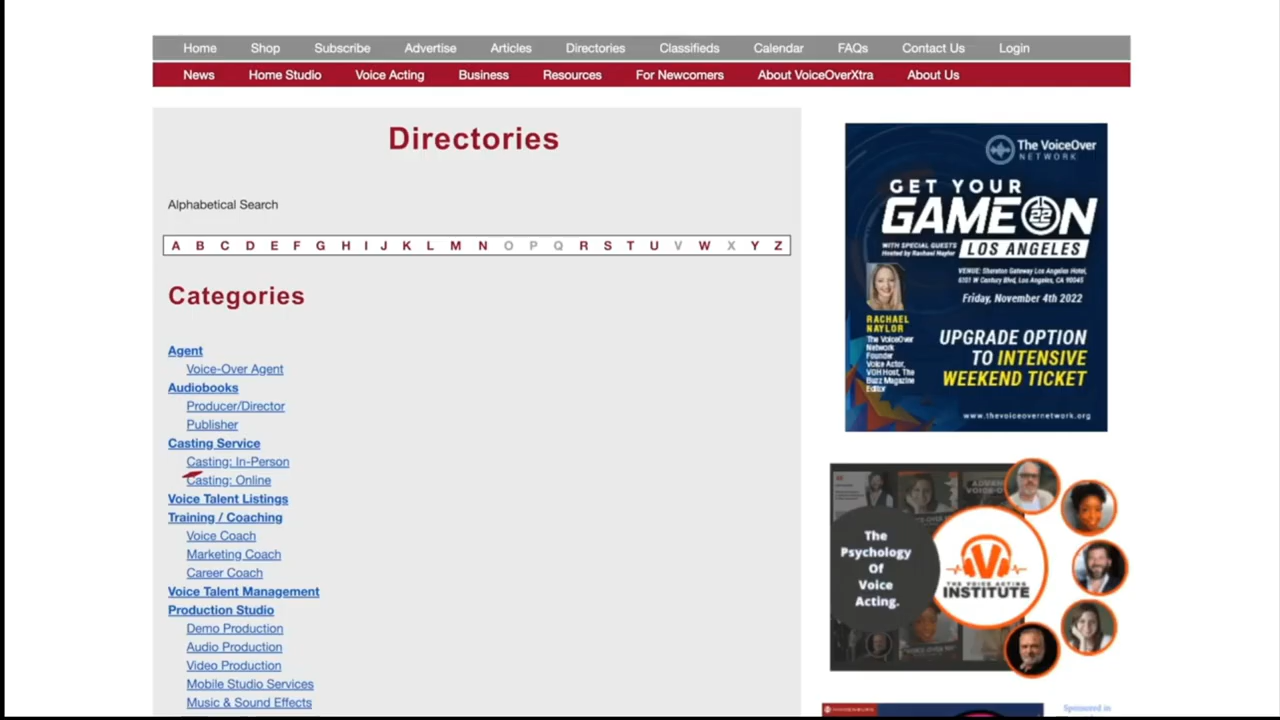 Home Shop Subscribe Advertise Articles Directories Classifieds Calendar FAQs Contact Us Login
News Home Studio Voice Acting Business Resources For Newcomers About VoiceOverXtra About Us
Directories
Alphabetical Search
A B C D E F G H I J K L M N O P Q R S T U V W X Y Z
Categories
Agent
Voice-Over Agent
Audiobooks
Producer/Director
Publisher
Casting Service
Casting: In-Person
Casting: Online
Voice Talent Listings
Training / Coaching
Voice Coach
Marketing Coach
Career Coach
Voice Talent Management
Production Studio
Demo Production
Audio Production
Video Production
Mobile Studio Services
Music & Sound Effects
The VoiceOver
NETWORK
GET YOUR
GAMEON
22
WITH SPECIAL GUESTS
Hosted by Rachael Naylor
LOS ANGELES
VENUE: Sheraton Gateway Los Angeles Hotel,
6101 W Century Blvd, Los Angeles, CA 90045
Friday, November 4th 2022
RACHAEL
NAYLOR
The VoiceOver
Network
Founder
Voice Actor,
VOH Host, The
Buzz Magazine
Editor
UPGRADE OPTION
TO INTENSIVE
WEEKEND TICKET
www.thevoiceovernetwork.org
The
Psychology
Of
Voice
Acting.
THE VOICE ACTING
INSTITUTE
Sponsored in